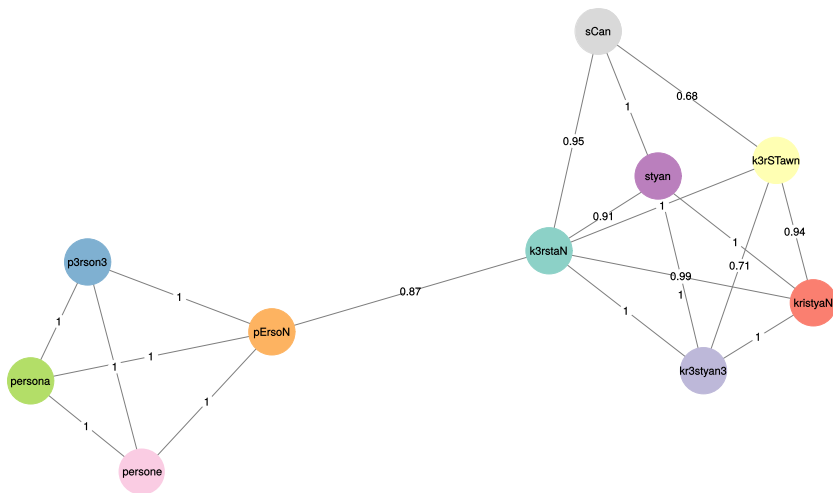 sCan
0.68
1
0.95
k3rSTawn
styan
1
0.91
0.94
1
k3rstaN
p3rson3
0.71
0.99
0.87
1
1
kristyaN
1
1
pErsoN
1
1
1
kr3styan3
persona
1
1
persone